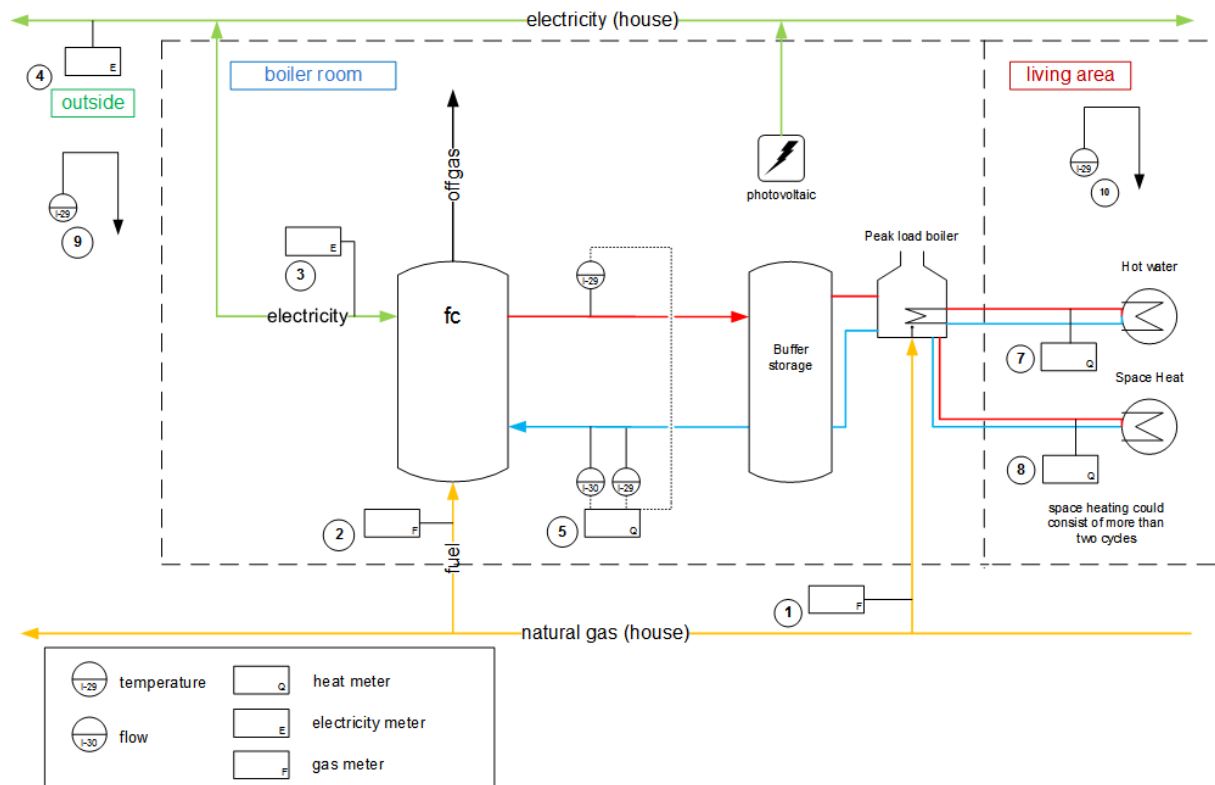 electricity (house)
4
E
outside
boiler room
living area
offgas
photovoltaic
I-29
9
I-29
10
E
3
Peak load boiler
Hot water
I-29
electricity
fc
Buffer
storage
7
Q
Space Heat
I-30
I-29
8
Q
2
F
5
Q
space heating could
consist of more than
two cycles
fuel
1
F
natural gas (house)
I-29
temperature
Q
heat meter
I-30
flow
E
electricity meter
F
gas meter